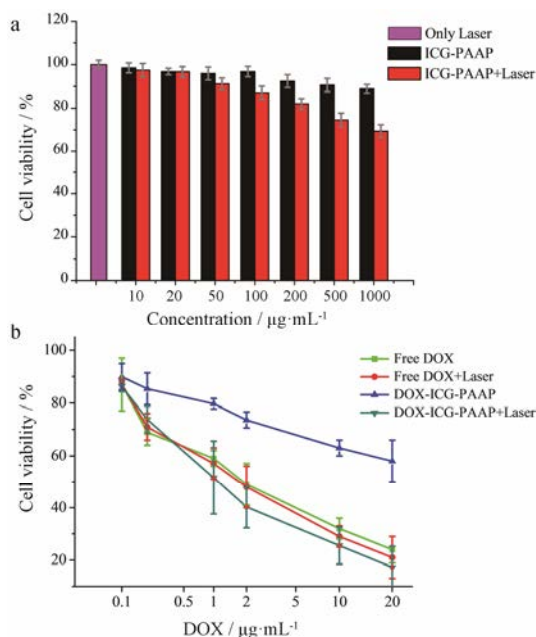 a
Only Laser
ICG-PAAP
ICG-PAAP+Laser
120
100
80
60
40
20
0
Cell viability / %
10 20 50 100 200 500 1000
Concentration / μg·mL⁻¹
b
Free DOX
Free DOX+Laser
DOX-ICG-PAAP
DOX-ICG-PAAP+Laser
100
80
60
40
20
Cell viability / %
0.1 0.5 1 2 5 10 20
DOX / μg·mL⁻¹